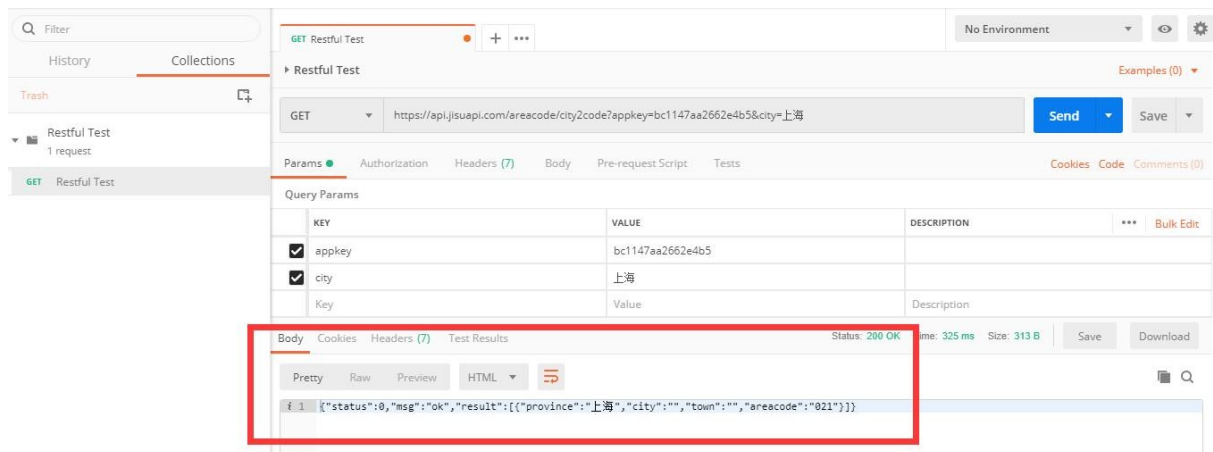 Filter
History Collections
Trash
Restful Test
1 request
GET Restful Test
GET Restful Test + •••
No Environment
Restful Test
Examples (0)
GET https://api.jisuapi.com/areacode/city2code?appkey=bc1147aa2662e4b5&city=上海 Send Save
Params Authorization Headers (7) Body Pre-request Script Tests Cookies Code Comments (0)
Query Params
KEY VALUE DESCRIPTION ••• Bulk Edit
appkey bc1147aa2662e4b5
city 上海
Key Value Description
Body Cookies Headers (7) Test Results Status: 200 OK ime: 325 ms Size: 313 B Save Download
Pretty Raw Preview HTML
i 1 {"status":0,"msg":"ok","result":[{"province":"上海","city":"","town":"","areacode":"021"}]}